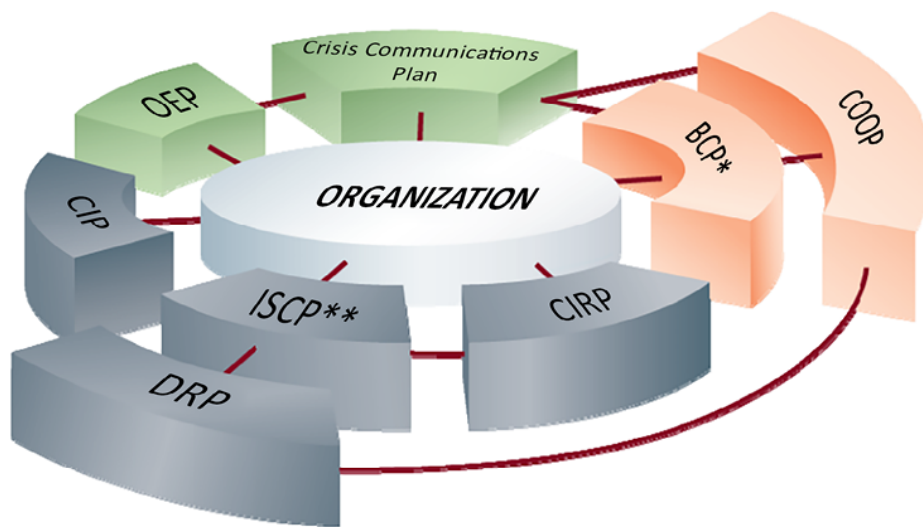 Crisis Communications
Plan
OEP
COOP
BCP*
CIP
ORGANIZATION
ISCP**
CIRP
DRP